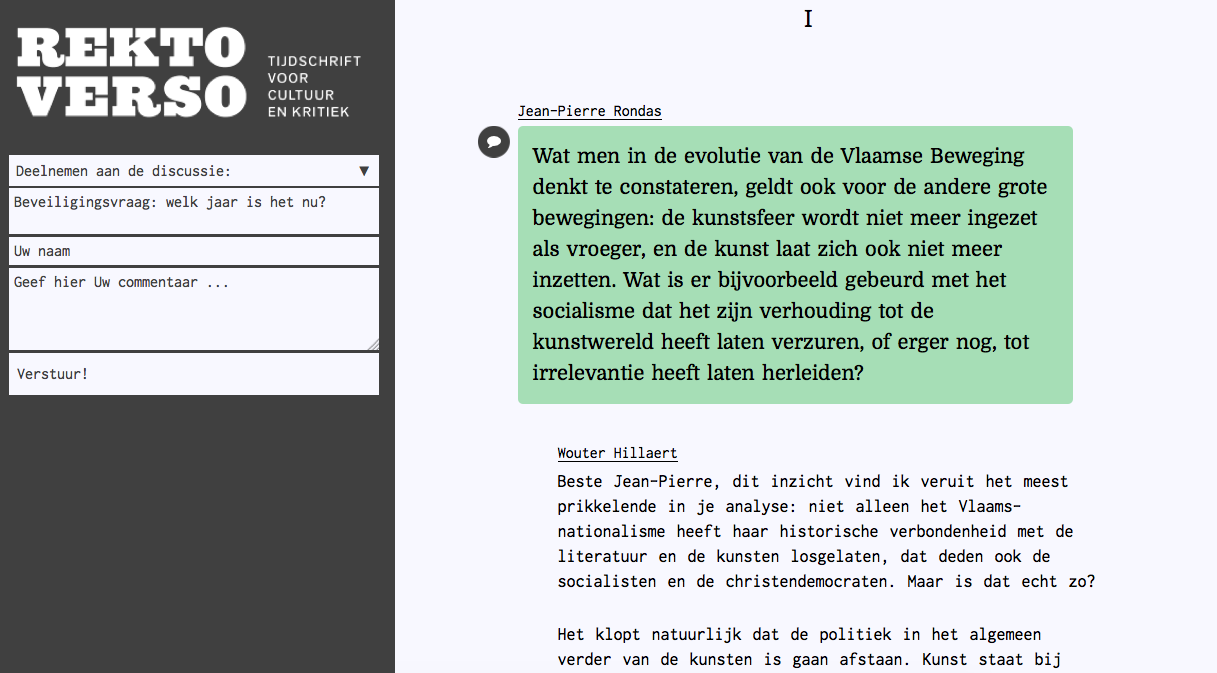 REKTO
VERSO
TIJDSCHRIFT
VOOR
CULTUUR
EN KRITIEK
Deelnemen aan de discussie:
Beveiligingsvraag: welk jaar is het nu?
Uw naam
Geef hier Uw commentaar ...
Verstuur!
Jean-Pierre Rondas
Wat men in de evolutie van de Vlaamse Beweging
denkt te constateren, geldt ook voor de andere grote
bewegingen: de kunstsfeer wordt niet meer ingezet
als vroeger, en de kunst laat zich ook niet meer
inzetten. Wat is er bijvoorbeeld gebeurd met het
socialisme dat het zijn verhouding tot de
kunstwereld heeft laten verzuren, of erger nog, tot
irrelevantie heeft laten herleiden?
Wouter Hillaert
Beste Jean-Pierre, dit inzicht vind ik veruit het meest
prikkelende in je analyse: niet alleen het Vlaams-
nationalisme heeft haar historische verbondenheid met de
literatuur en de kunsten losgelaten, dat deden ook de
socialisten en de christendemocraten. Maar is dat echt zo?
Het klopt natuurlijk dat de politiek in het algemeen
verder van de kunsten is gaan afstaan. Kunst staat bij